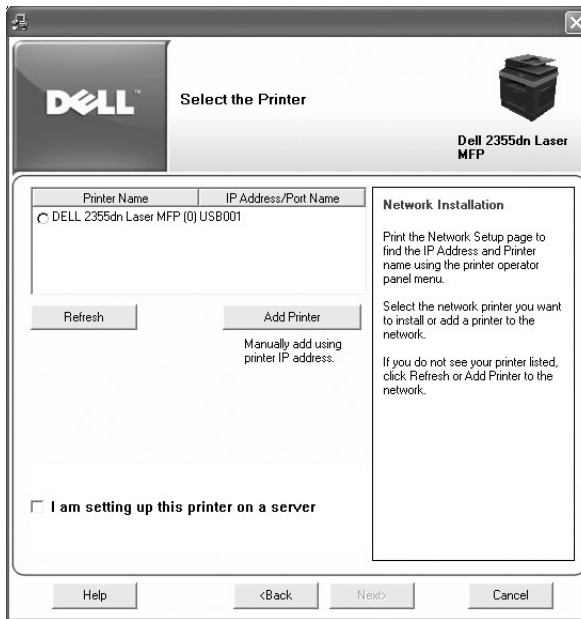 DELL™
Select the Printer
Dell 2355dn Laser
MFP
Printer Name
IP Address/Port Name
DELL 2355dn Laser MFP (0) USB001
Refresh
Add Printer
Manually add using
printer IP address.
I am setting up this printer on a server
Network Installation
Print the Network Setup page to
find the IP Address and Printer
name using the printer operator
panel menu.
Select the network printer you want
to install or add a printer to the
network.
If you do not see your printer listed,
click Refresh or Add Printer to the
network.
Help
<Back
Next>
Cancel